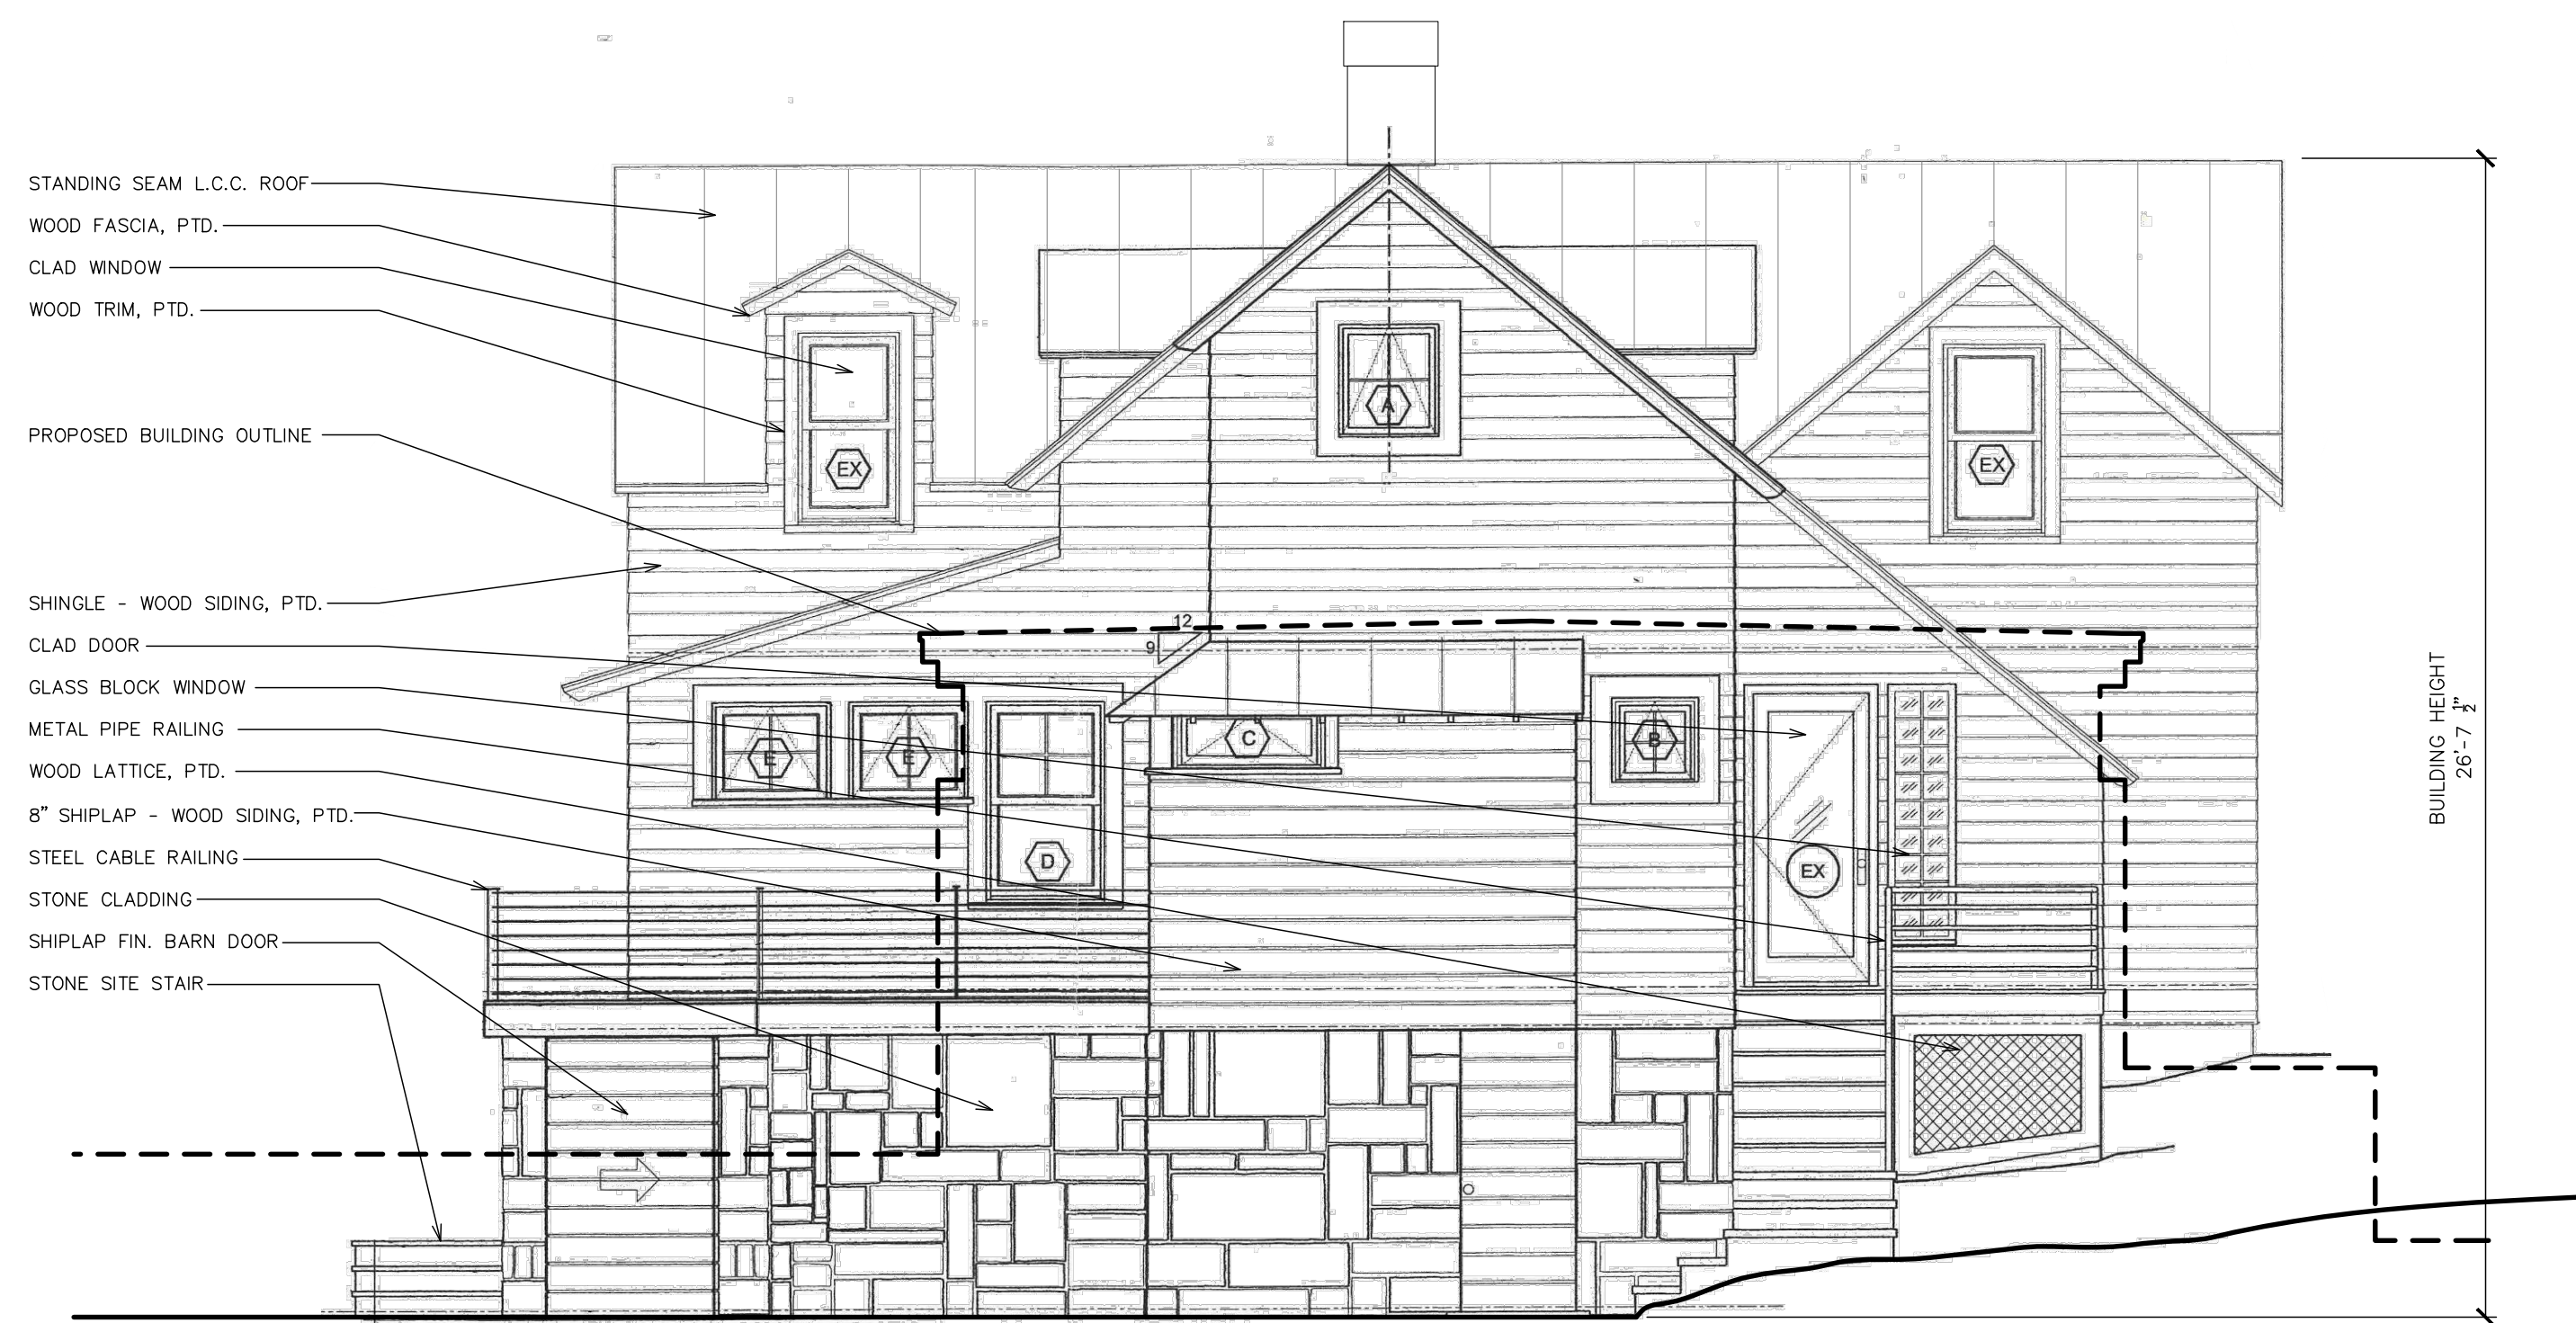 STANDING SEAM L.C.C. ROOF
WOOD FASCIA, PTD.
CLAD WINDOW
WOOD TRIM, PTD.
PROPOSED BUILDING OUTLINE
SHINGLE - WOOD SIDING, PTD.
CLAD DOOR
GLASS BLOCK WINDOW
METAL PIPE RAILING
WOOD LATTICE, PTD.
8" SHIPLAP - WOOD SIDING, PTD.
STEEL CABLE RAILING
STONE CLADDING
SHIPLAP FIN. BARN DOOR
STONE SITE STAIR
A
EX
EX
12
9
E
E
C
B
D
EX
BUILDING HEIGHT
26'-7 1/2"